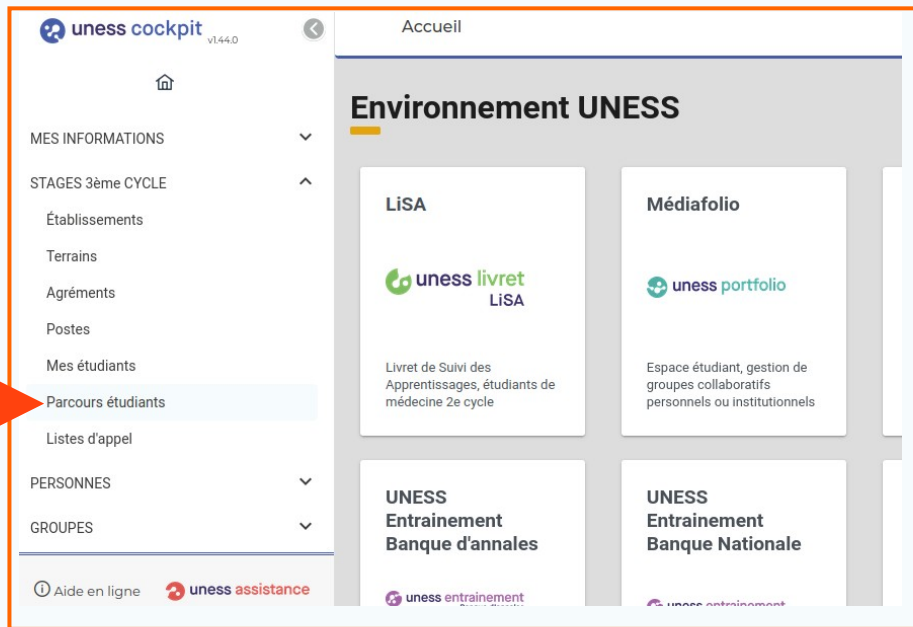 uness cockpit v1.44.0
MES INFORMATIONS
STAGES 3ème CYCLE
Établissements
Terrains
Agréments
Postes
Mes étudiants
Parcours étudiants
Listes d'appel
PERSONNES
GROUPES
Aide en ligne
uness assistance
Accueil
Environnement UNESS
LiSA
uness livret
LiSA
Livret de Suivi des
Apprentissages, étudiants de
médecine 2e cycle
Médiafolio
uness portfolio
Espace étudiant, gestion de
groupes collaboratifs
personnels ou institutionnels
UNESS
Entrainement
Banque d'annales
uness entrainement
UNESS
Entrainement
Banque Nationale
uness entrainement